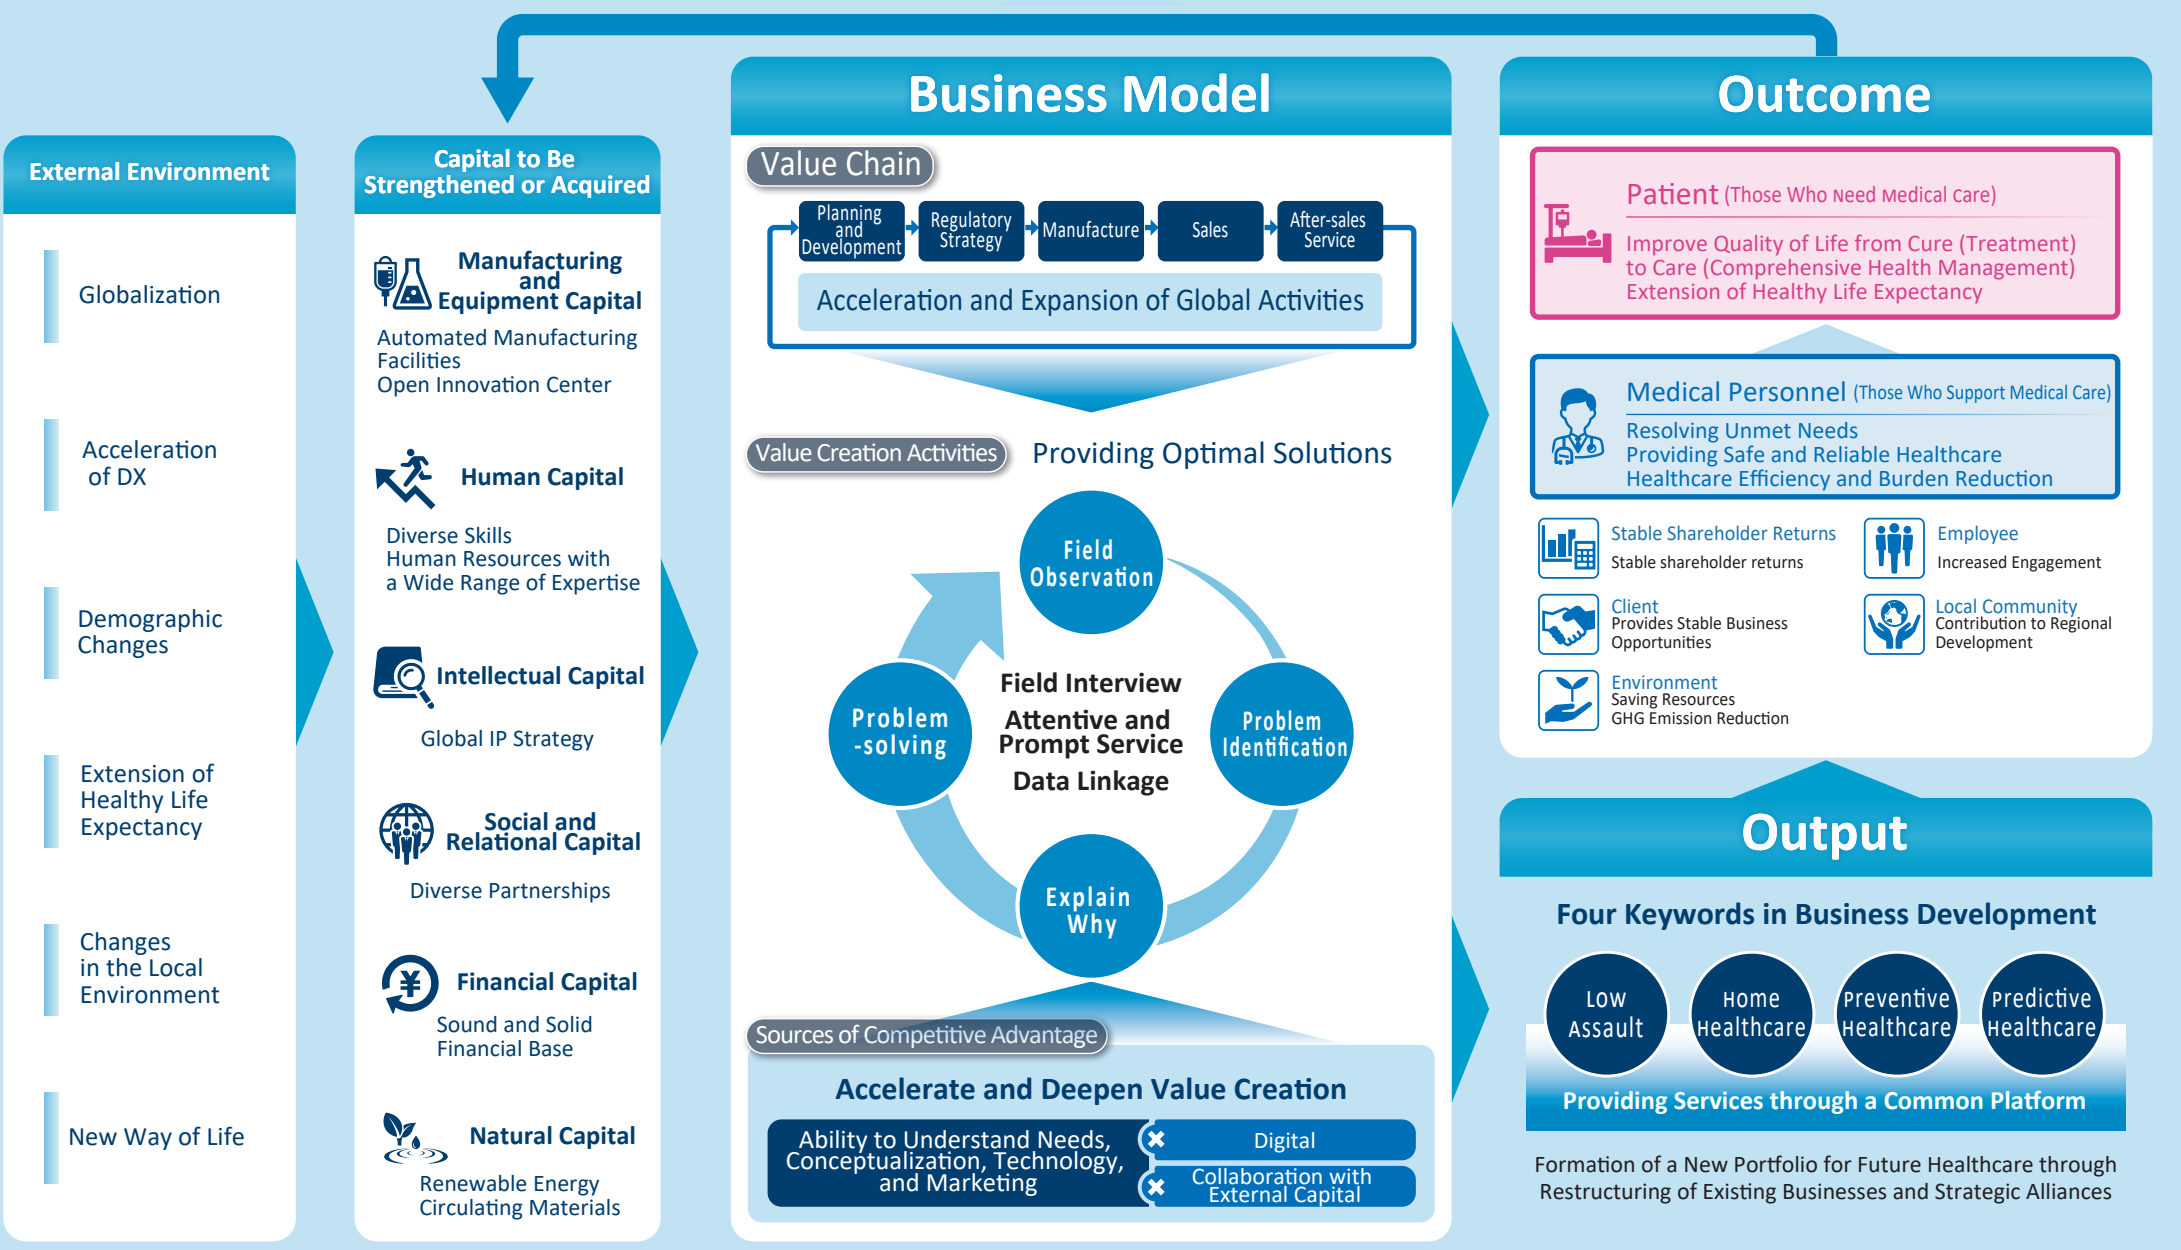 External Environment
Globalization
Acceleration
of DX
Demographic
Changes
Extension of
Healthy Life
Expectancy
Changes
in the Local
Environment
New Way of Life
Capital to Be
Strengthened or Acquired
Manufacturing
and
Equipment Capital
Automated Manufacturing
Facilities
Open Innovation Center
Human Capital
Diverse Skills
Human Resources with
a Wide Range of Expertise
Intellectual Capital
Global IP Strategy
Social and
Relational Capital
Diverse Partnerships
¥
Financial Capital
Sound and Solid
Financial Base
Natural Capital
Renewable Energy
Circulating Materials
Business Model
Value Chain
Planning
and
Development
Regulatory
Strategy
Manufacture
Sales
After-sales
Service
Acceleration and Expansion of Global Activities
Value Creation Activities
Providing Optimal Solutions
Field
Observation
Problem
Identification
Explain
Why
Problem
-solving
Field Interview
Attentive and
Prompt Service
Data Linkage
Sources of Competitive Advantage
Accelerate and Deepen Value Creation
Ability to Understand Needs,
Conceptualization, Technology,
and Marketing
Digital
Collaboration with
External Capital
Outcome
Patient (Those Who Need Medical Care)
Improve Quality of Life from Cure (Treatment)
to Care (Comprehensive Health Management)
Extension of Healthy Life Expectancy
Medical Personnel (Those Who Support Medical Care)
Resolving Unmet Needs
Providing Safe and Reliable Healthcare
Healthcare Efficiency and Burden Reduction
Stable Shareholder Returns
Stable shareholder returns
Employee
Increased Engagement
Client
Provides Stable Business
Opportunities
Local Community
Contribution to Regional
Development
Environment
Saving Resources
GHG Emission Reduction
Output
Four Keywords in Business Development
Low
Assault
Home
Healthcare
Preventive
Healthcare
Predictive
Healthcare
Providing Services through a Common Platform
Formation of a New Portfolio for Future Healthcare through
Restructuring of Existing Businesses and Strategic Alliances